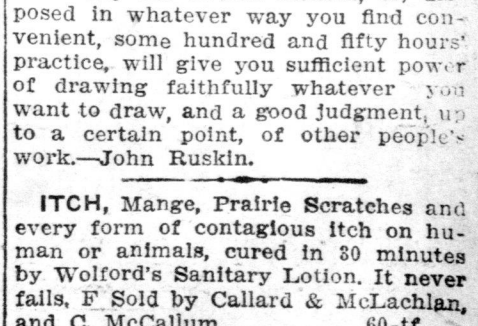 posed in whatever way you find con-
venient, some hundred and fifty hours'
practice, will give you sufficient power
of drawing faithfully whatever you
want to draw, and a good judgment, up
to a certain point, of other people's
work.—John Ruskin.
ITCH, Mange, Prairie Scratches and
every form of contagious itch on hu-
man or animals, cured in 30 minutes
by Wolford's Sanitary Lotion. It never
fails, F Sold by Callard & McLachlan,
and C. McCallum 60-tf